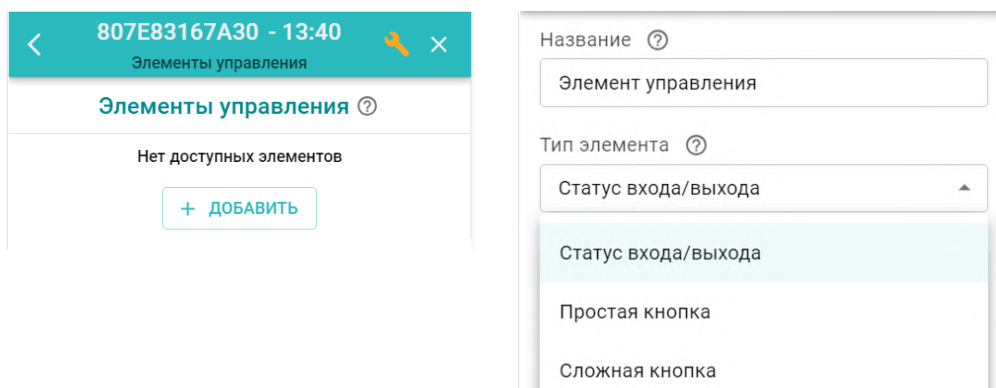 807E83167A30 - 13:40
Элементы управления
Элементы управления ?
Нет доступных элементов
+ ДОБАВИТЬ
Название ?
Элемент управления
Тип элемента ?
Статус входа/выхода
Статус входа/выхода
Простая кнопка
Сложная кнопка